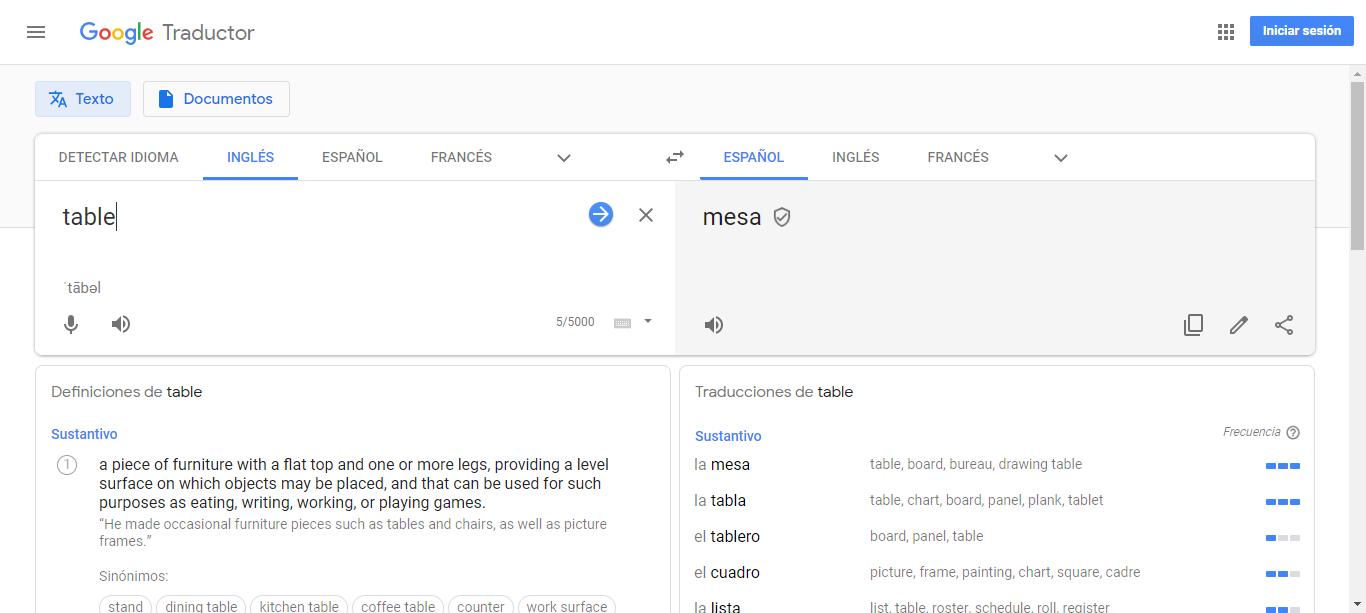 Google Traductor
Iniciar sesión
Texto
Documentos
DETECTAR IDIOMA INGLÉS ESPAÑOL FRANCÉS
ESPAÑOL INGLÉS FRANCÉS
table
mesa
ˈtābəl
5/5000
Definiciones de table
Sustantivo
1
a piece of furniture with a flat top and one or more legs, providing a level
surface on which objects may be placed, and that can be used for such
purposes as eating, writing, working, or playing games.
“He made occasional furniture pieces such as tables and chairs, as well as picture
frames.”
Sinónimos:
stand dining table kitchen table coffee table counter work surface
Traducciones de table
Sustantivo Frecuencia ?
la mesa table, board, bureau, drawing table
la tabla table, chart, board, panel, plank, tablet
el tablero board, panel, table
el cuadro picture, frame, painting, chart, square, cadre
la lista list, table, roster, schedule, roll, register